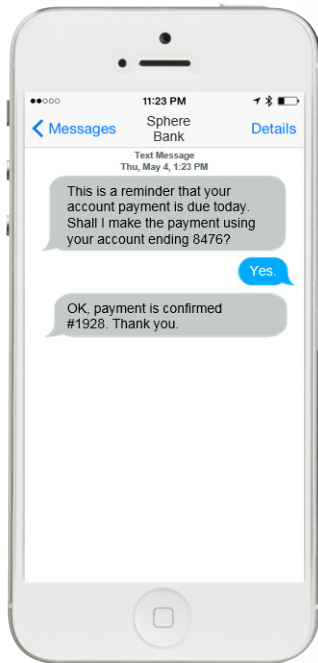 11:23 PM
Messages
Sphere
Bank
Details
Text Message
Thu, May 4, 1:23 PM
This is a reminder that your
account payment is due today.
Shall I make the payment using
your account ending 8476?
Yes.
OK, payment is confirmed
#1928. Thank you.